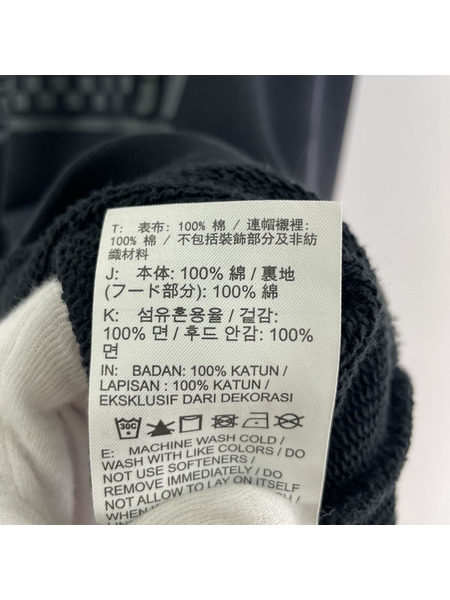 T: 表布: 100% 棉 / 連帽襯裡:
100% 棉 / 不包括裝飾部分及非紡
織材料
J: 本体: 100% 綿 / 裏地
(フード部分): 100% 綿
K: 섬유혼용율 / 겉감:
100% 면 / 후드 안감: 100%
면
IN: BADAN: 100% KATUN /
LAPISAN : 100% KATUN /
EKSKLUSIF DARI DEKORASI
30C
E: MACHINE WASH COLD /
WASH WITH LIKE COLORS / DO
NOT USE SOFTENERS /
REMOVE IMMEDIATELY / DO
NOT ALLOW TO LAY ON ITSELF
WHEN